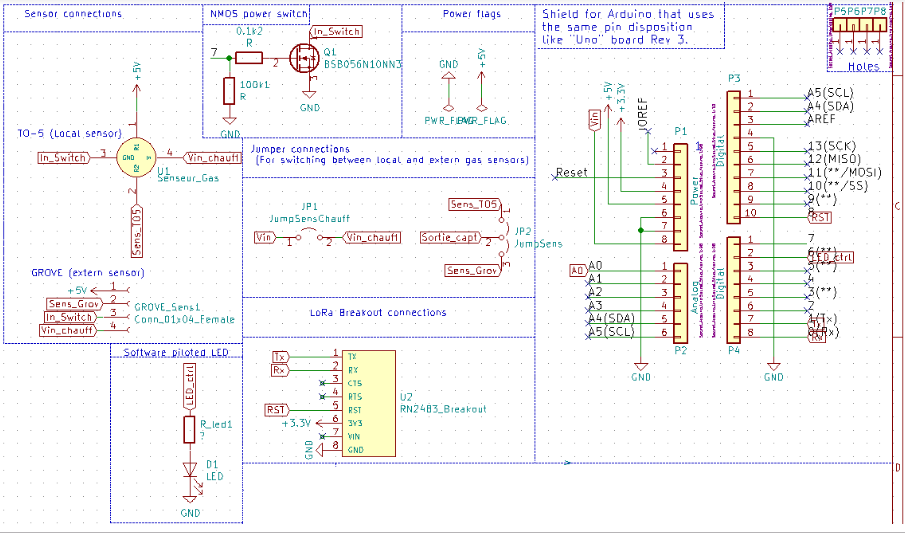 Sensor connections
+5V
TO-5 (Local sensor)
In_Switch
3
GND
R1
R2
1
2
4
Vin_chauff
U1
Senseur_Gas
Sens_TO5
GROVE (extern sensor)
+5V
1
Sens_Grov
2
In_Switch
3
Vin_chauff
4
GROVE_Sens1
Conn_01x04_Female
NMOS power switch
0.1k2
R
7
100k1
R
GND
In_Switch
2
3
Q1
BSB056N10NN3
GND
Power flags
GND
+5V
PWR_FLAG
PWR_FLAG
Jumper connections
(For switching between local and extern gas sensors)
JP1
JumpSensChauff
Vin
1
2
Vin_chauff
Sens_TO5
1
Sortie_capt
2
JP2
JumpSens
Sens_Grov
3
LoRa Breakout connections
Tx
1
TX
Rx
2
RX
3
CTS
4
RTS
RST
5
RST
+3.3V
6
3V3
7
VIN
GND
8
GND
U2
RN2483_Breakout
Software piloted LED
LED_ctrl
R_led1
?
D1
LED
GND
Shield for Arduino that uses
the same pin disposition
like "Uno" board Rev 3.
Holes
Reset
Vin
+5V
+3.3V
IOREF
P1
Power
1
2
3
4
5
6
7
8
A0
A0
A1
A2
A3
A4(SDA)
A5(SCL)
1
2
3
4
5
6
Analog
P2
GND
P3
Digital
1
A5(SCL)
2
A4(SDA)
3
AREF
4
5
13(SCK)
6
12(MISO)
7
11(**/MOSI)
8
10(**/SS)
9
9(**)
10
8
RST
Digital
1
7
2
6(**)
LED_ctrl
3
5(**)
4
4
5
3(**)
6
2
7
1(Tx)
Tx
8
0(Rx)
Rx
P4
GND
C
D